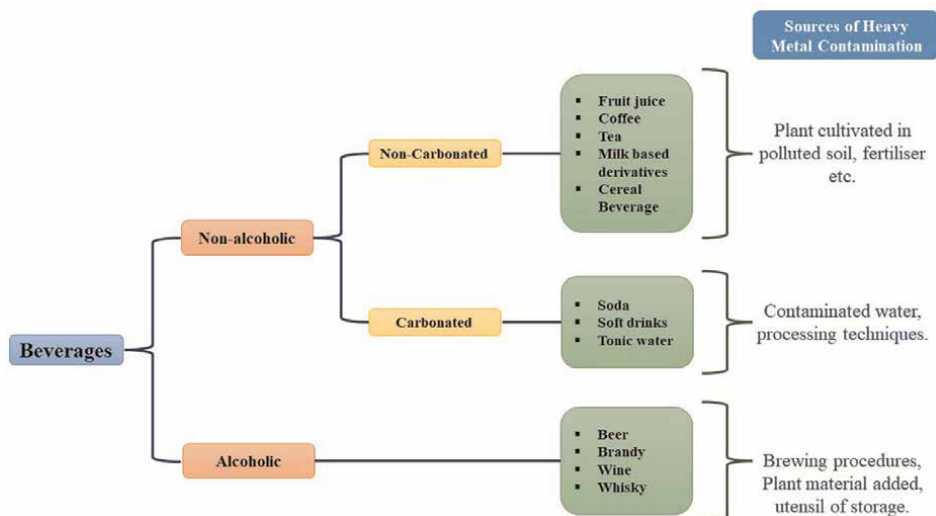 Sources of Heavy
Metal Contamination
Beverages
Non-alcoholic
Non-Carbonated
▪ Fruit juice
▪ Coffee
▪ Tea
▪ Milk based
derivatives
▪ Cereal
Beverage
Plant cultivated in
polluted soil, fertiliser
etc.
Carbonated
▪ Soda
▪ Soft drinks
▪ Tonic water
Contaminated water,
processing techniques.
Alcoholic
▪ Beer
▪ Brandy
▪ Wine
▪ Whisky
Brewing procedures,
Plant material added,
utensil of storage.